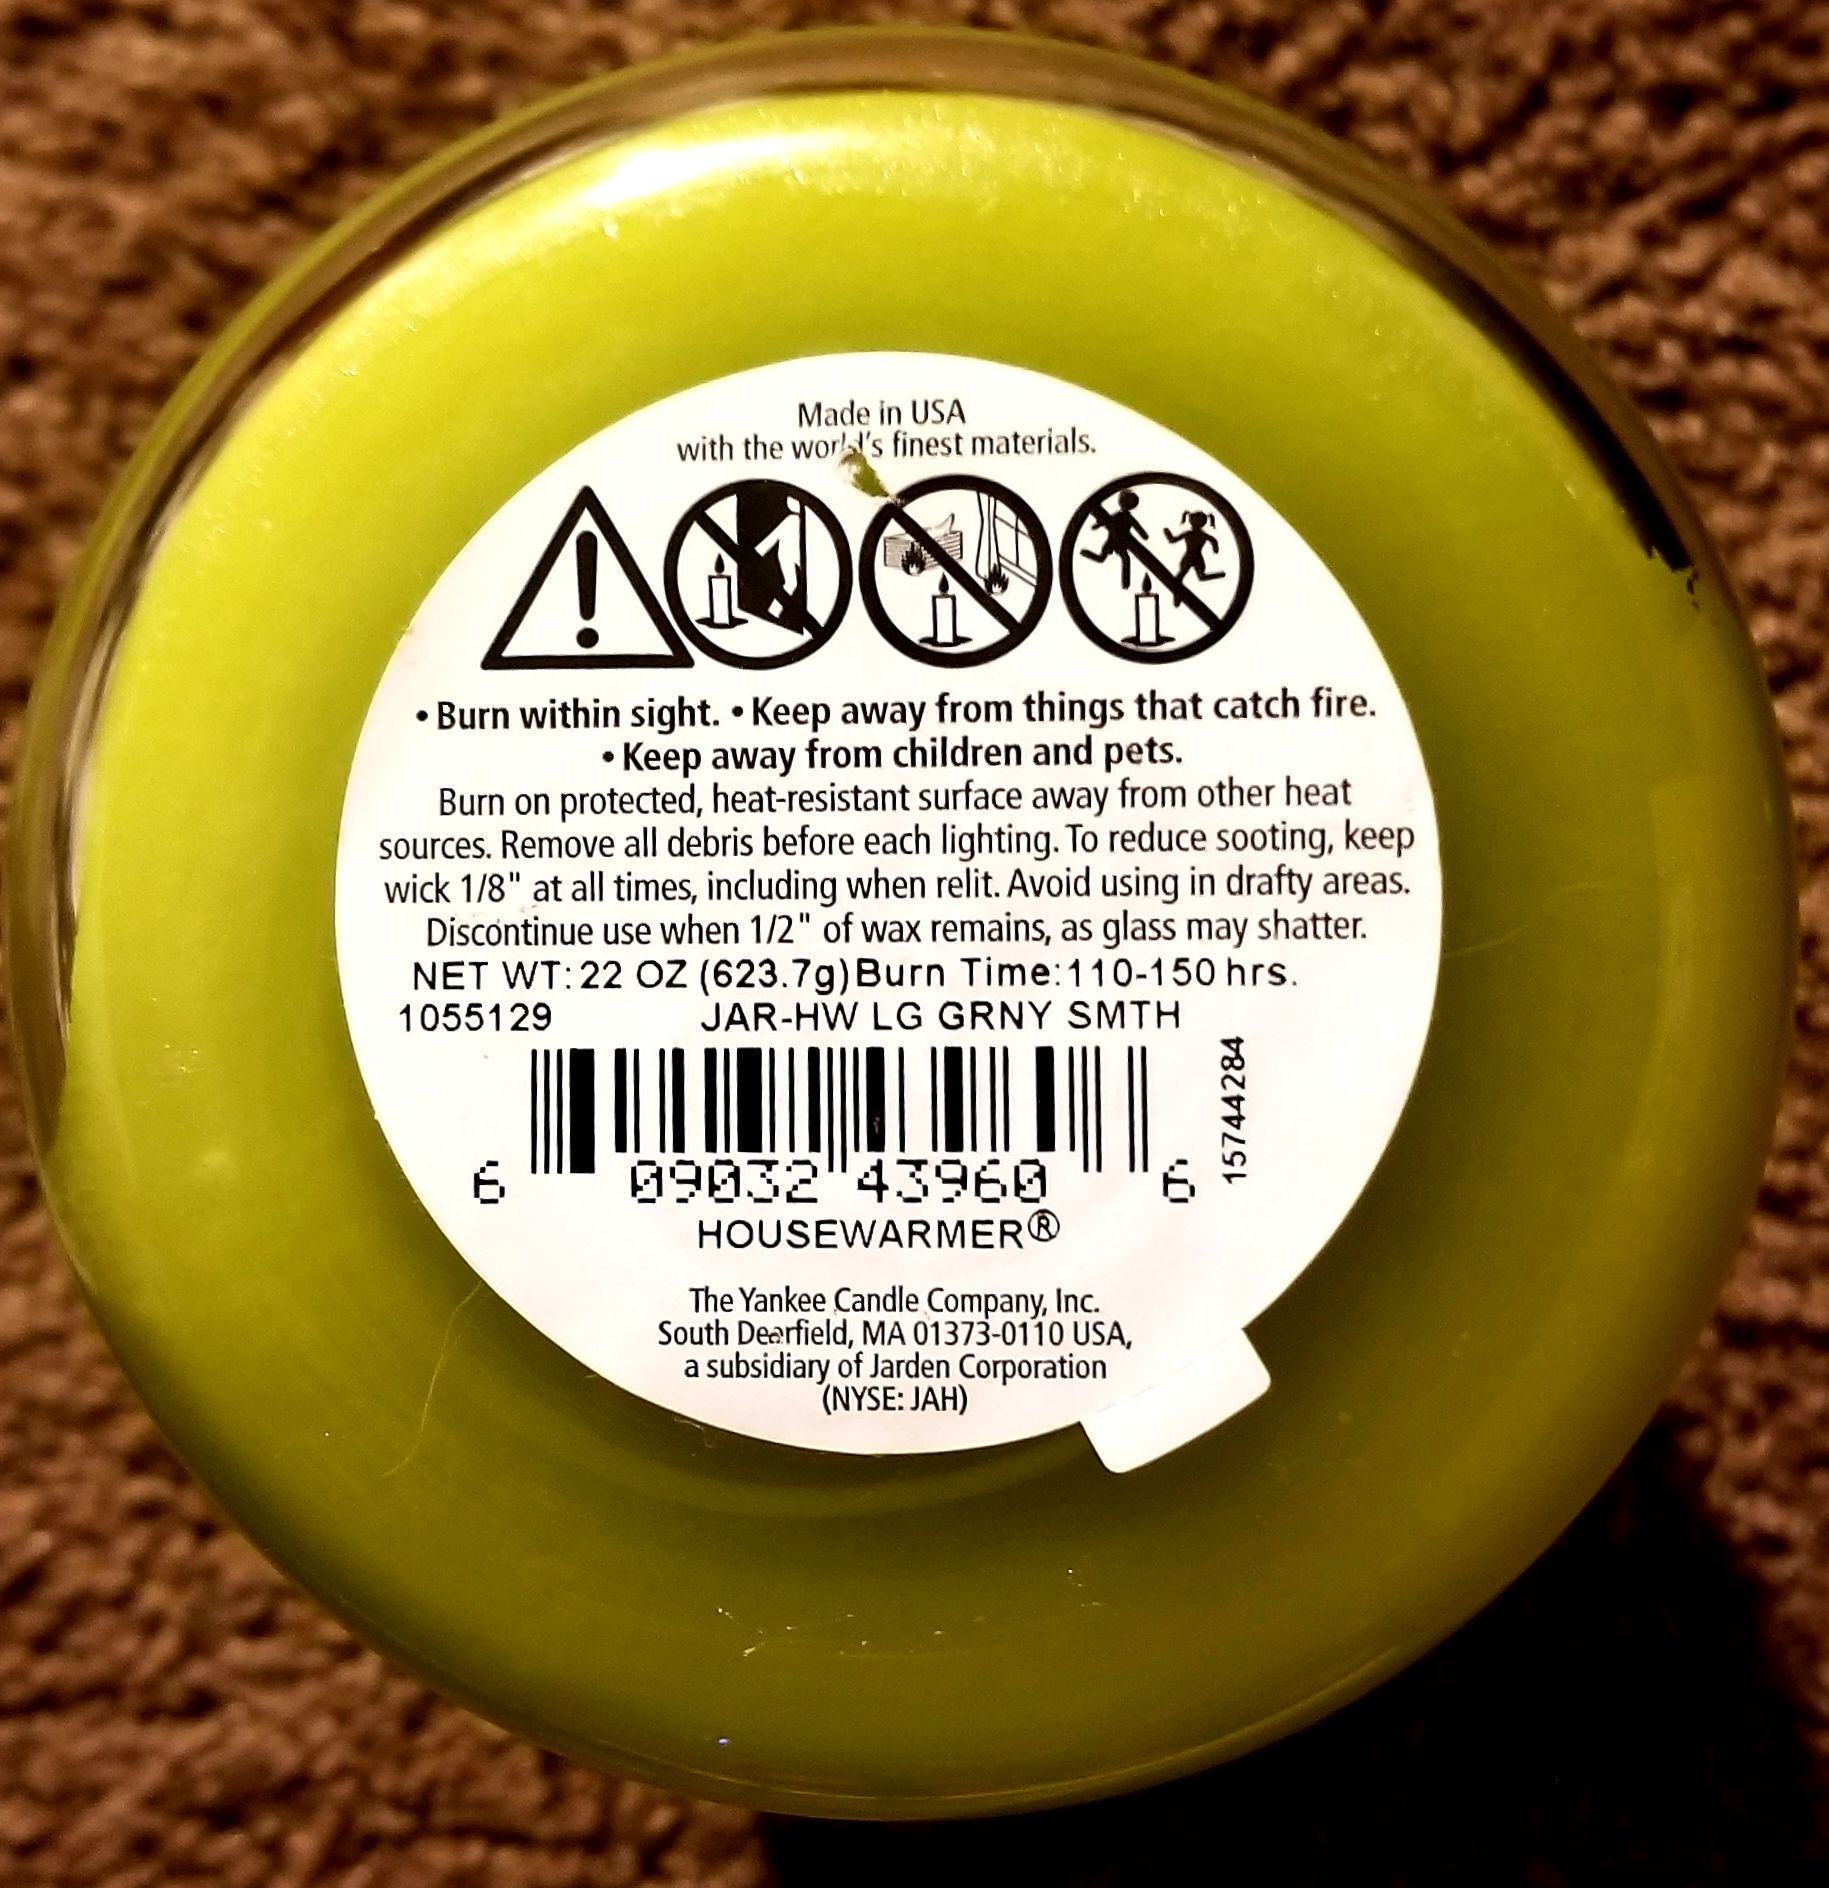 Made in USA
with the world's finest materials.
• Burn within sight. • Keep away from things that catch fire.
• Keep away from children and pets.
Burn on protected, heat-resistant surface away from other heat
sources. Remove all debris before each lighting. To reduce sooting, keep
wick 1/8" at all times, including when relit. Avoid using in drafty areas.
Discontinue use when 1/2" of wax remains, as glass may shatter.
NET WT: 22 OZ (623.7g) Burn Time: 110-150 hrs.
1055129 JAR-HW LG GRNY SMTH
15744284
6 09032 43960 6
HOUSEWARMER®
The Yankee Candle Company, Inc.
South Deerfield, MA 01373-0110 USA,
a subsidiary of Jarden Corporation
(NYSE: JAH)